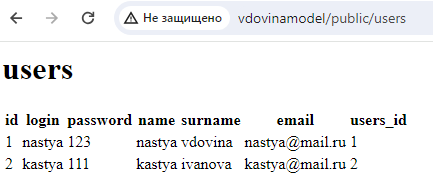 Не защищено vdovinamodel/public/users
users
id login password name surname email users_id
1 nastya 123 nastya vdovina nastya@mail.ru 1
2 kastya 111 kastya ivanova kastya@mail.ru 2